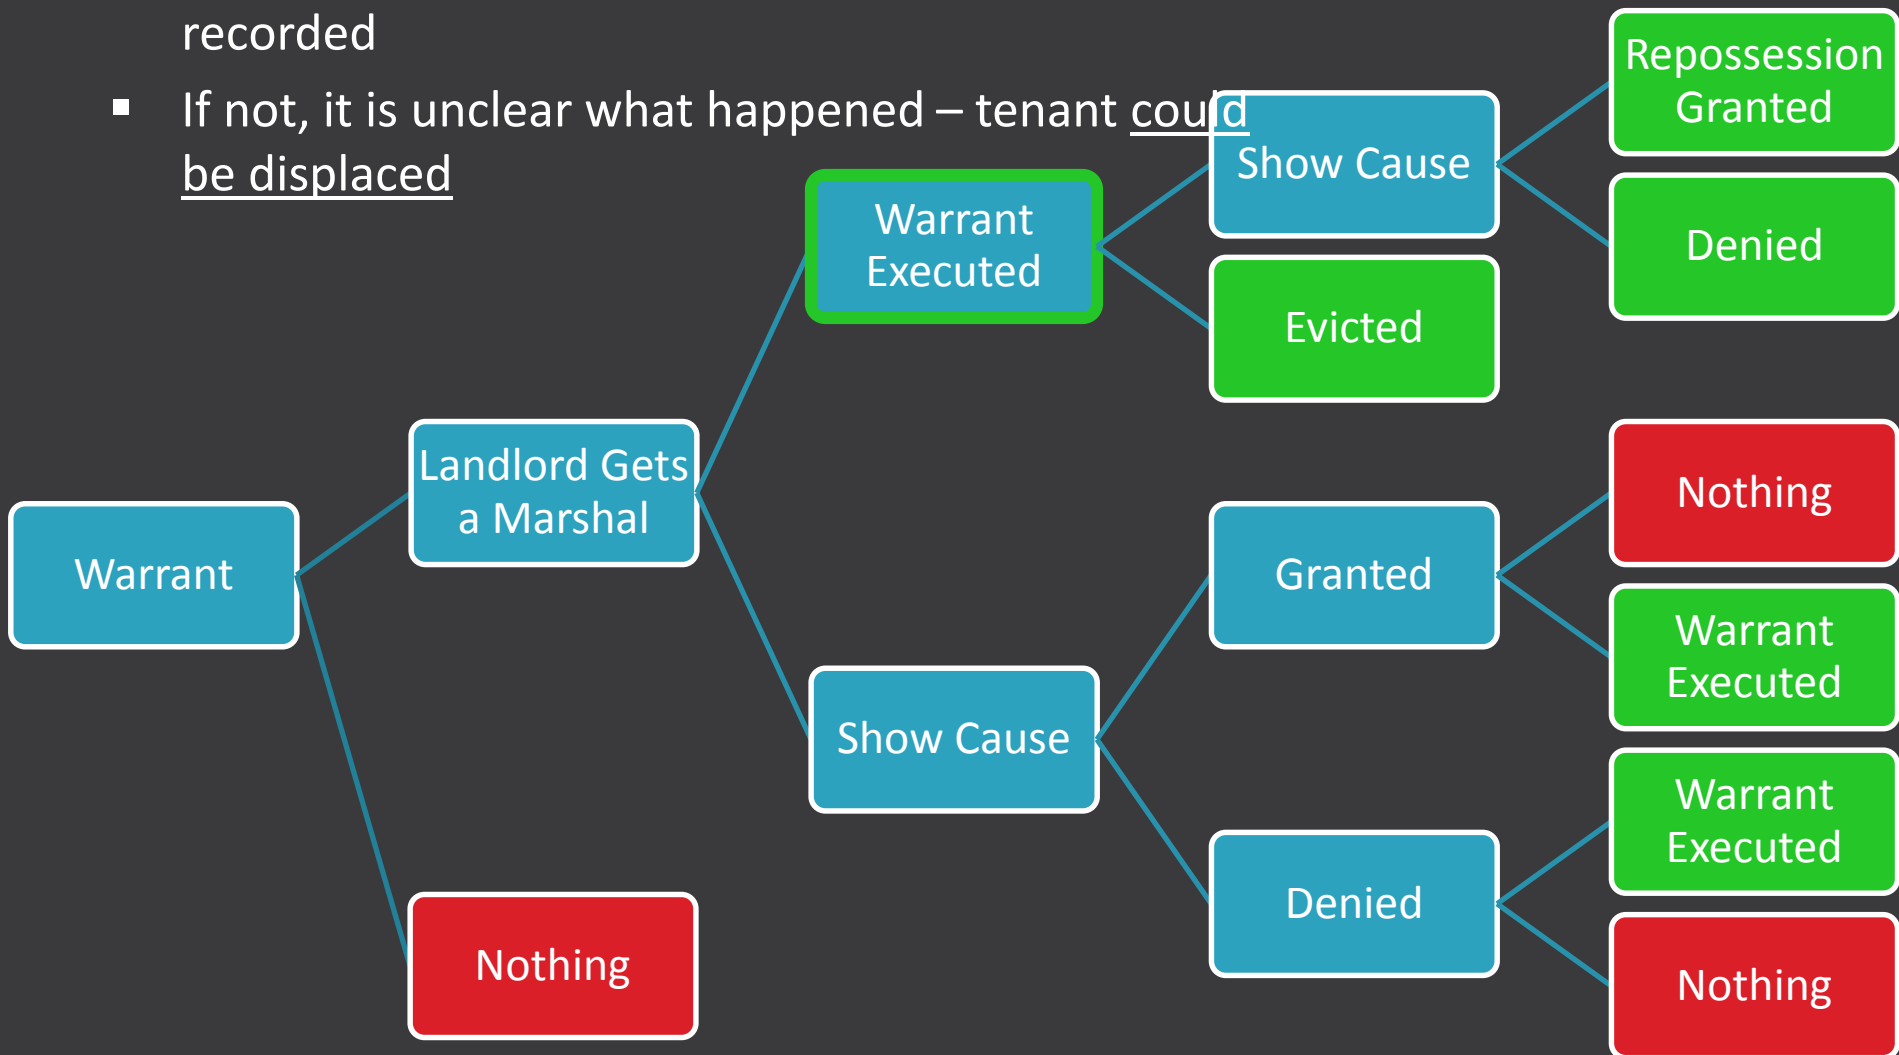 recorded
▪ If not, it is unclear what happened – tenant could
be displaced
Warrant
Landlord Gets
a Marshal
Nothing
Warrant
Executed
Show Cause
Show Cause
Evicted
Granted
Denied
Repossession
Granted
Denied
Nothing
Warrant
Executed
Warrant
Executed
Nothing